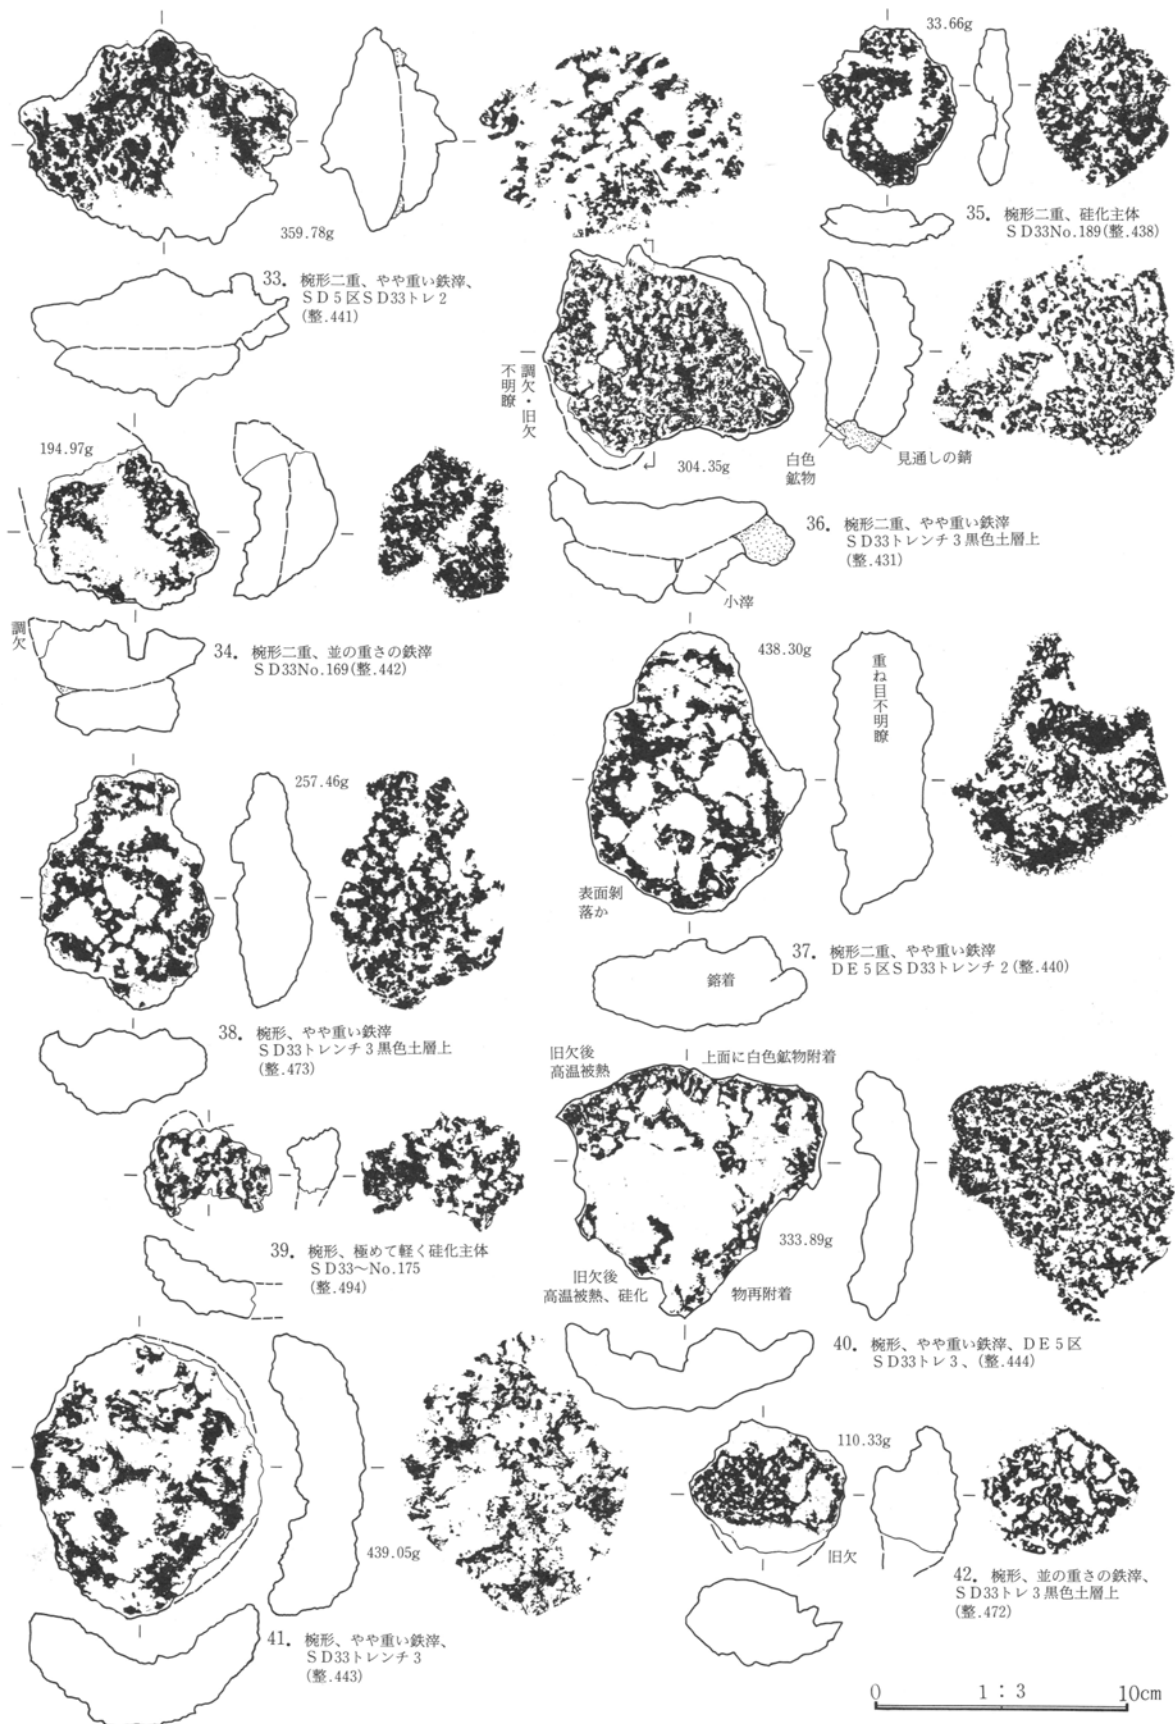 359.78g
33. 椀形二重、やや重い鉄滓、
SD5区SD33トレ2
(整.441)
33.66g
35. 椀形二重、硅化主体
SD33No.189(整.438)
194.97g
調欠
34. 椀形二重、並の重さの鉄滓
SD33No.169(整.442)
調欠・旧欠
不明瞭
304.35g
白色
鉱物
見通しの錆
小滓
36. 椀形二重、やや重い鉄滓
SD33トレンチ3黒色土層上
(整.431)
257.46g
38. 椀形、やや重い鉄滓
SD33トレンチ3黒色土層上
(整.473)
438.30g
重ね目不明瞭
表面剝
落か
鎔着
37. 椀形二重、やや重い鉄滓
DE5区SD33トレンチ2(整.440)
39. 椀形、極めて軽く硅化主体
SD33～No.175
(整.494)
旧欠後
高温被熱
上面に白色鉱物附着
333.89g
旧欠後
高温被熱、硅化
物再附着
40. 椀形、やや重い鉄滓、DE5区
SD33トレ3、(整.444)
439.05g
41. 椀形、やや重い鉄滓、
SD33トレンチ3
(整.443)
110.33g
旧欠
42. 椀形、並の重さの鉄滓、
SD33トレ3黒色土層上
(整.472)
0 1：3 10cm